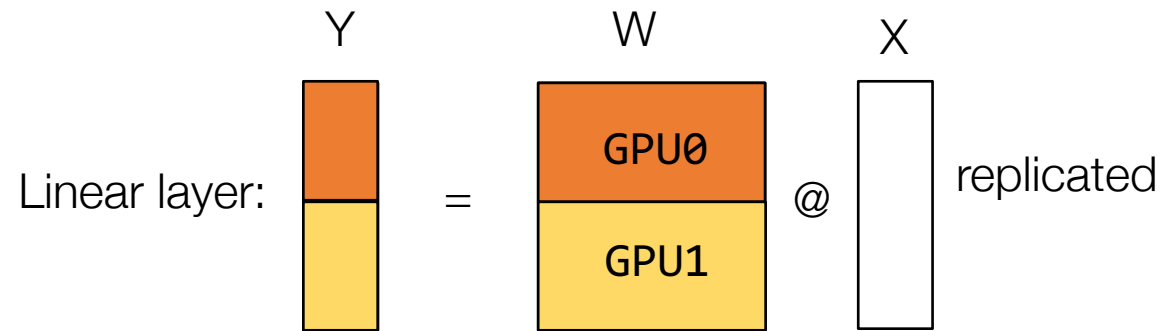 Y W X
GPU0
Linear layer: = @ replicated
GPU1